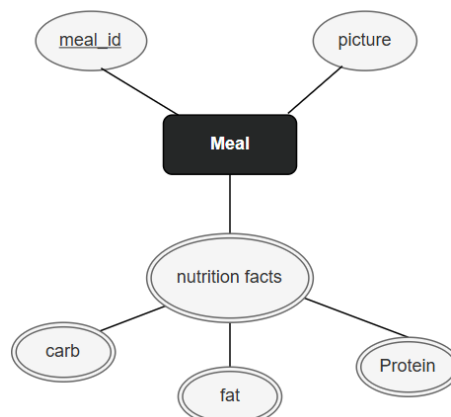 meal_id
picture
Meal
nutrition facts
carb
fat
Protein